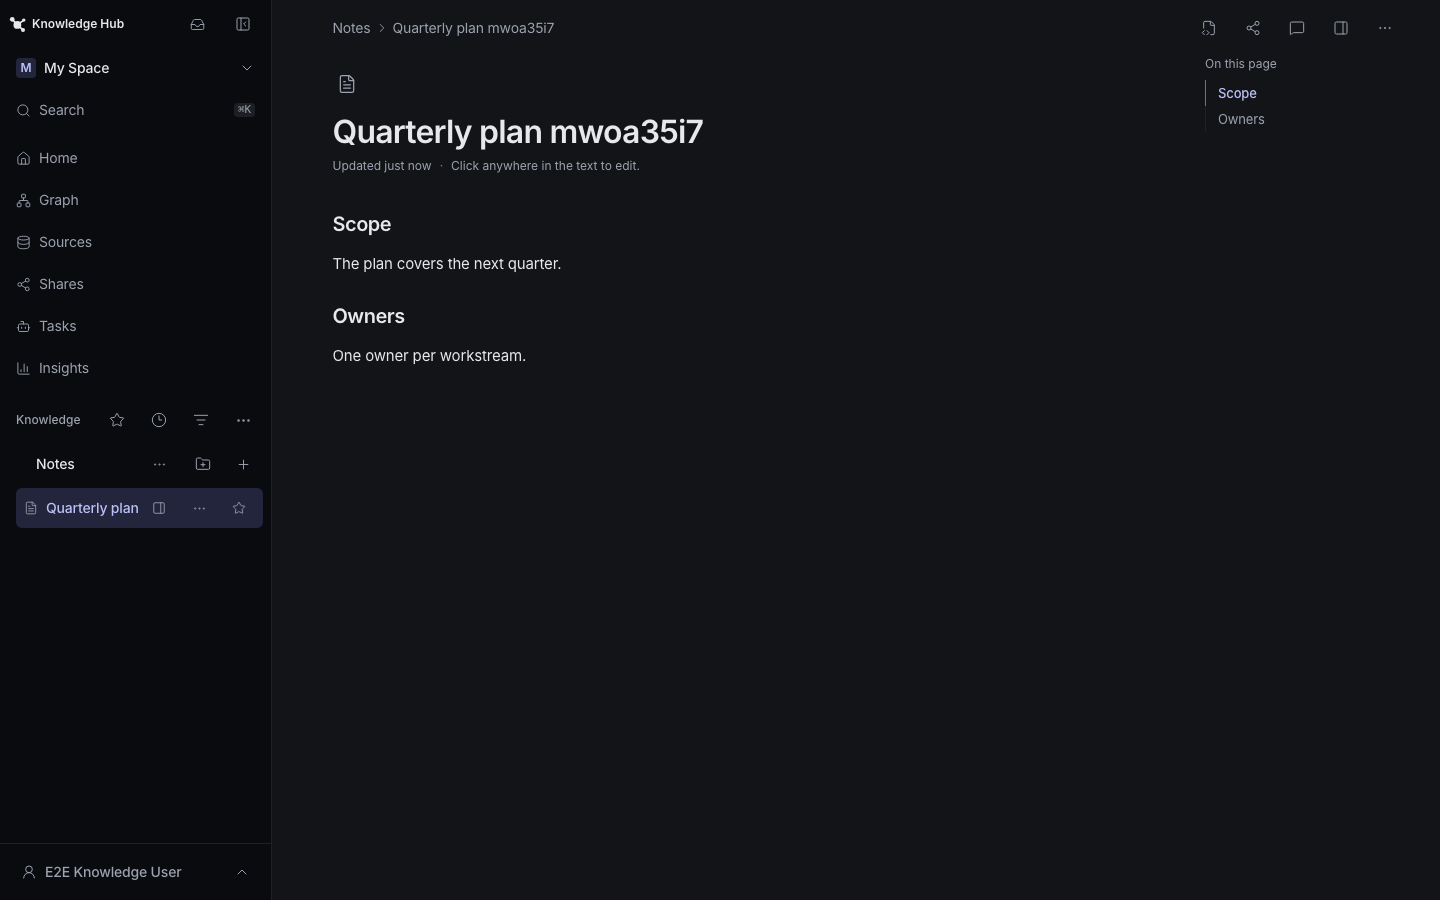 Knowledge Hub
M My Space
Search ⌘K
Home
Graph
Sources
Shares
Tasks
Insights
Knowledge
Notes
Quarterly plan
E2E Knowledge User
Notes > Quarterly plan mwoa35i7
Quarterly plan mwoa35i7
Updated just now · Click anywhere in the text to edit.
Scope
The plan covers the next quarter.
Owners
One owner per workstream.
On this page
Scope
Owners